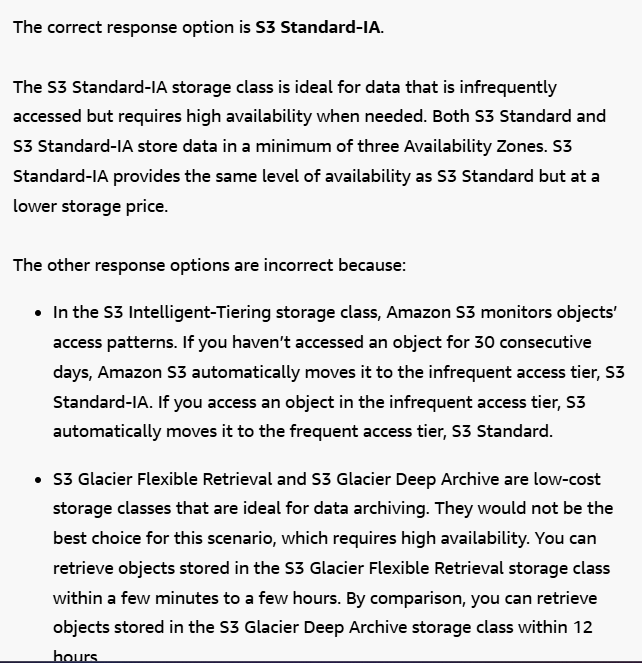 The correct response option is S3 Standard-IA.
The S3 Standard-IA storage class is ideal for data that is infrequently
accessed but requires high availability when needed. Both S3 Standard and
S3 Standard-IA store data in a minimum of three Availability Zones. S3
Standard-IA provides the same level of availability as S3 Standard but at a
lower storage price.
The other response options are incorrect because:
• In the S3 Intelligent-Tiering storage class, Amazon S3 monitors objects’
access patterns. If you haven’t accessed an object for 30 consecutive
days, Amazon S3 automatically moves it to the infrequent access tier, S3
Standard-IA. If you access an object in the infrequent access tier, S3
automatically moves it to the frequent access tier, S3 Standard.
• S3 Glacier Flexible Retrieval and S3 Glacier Deep Archive are low-cost
storage classes that are ideal for data archiving. They would not be the
best choice for this scenario, which requires high availability. You can
retrieve objects stored in the S3 Glacier Flexible Retrieval storage class
within a few minutes to a few hours. By comparison, you can retrieve
objects stored in the S3 Glacier Deep Archive storage class within 12
hours